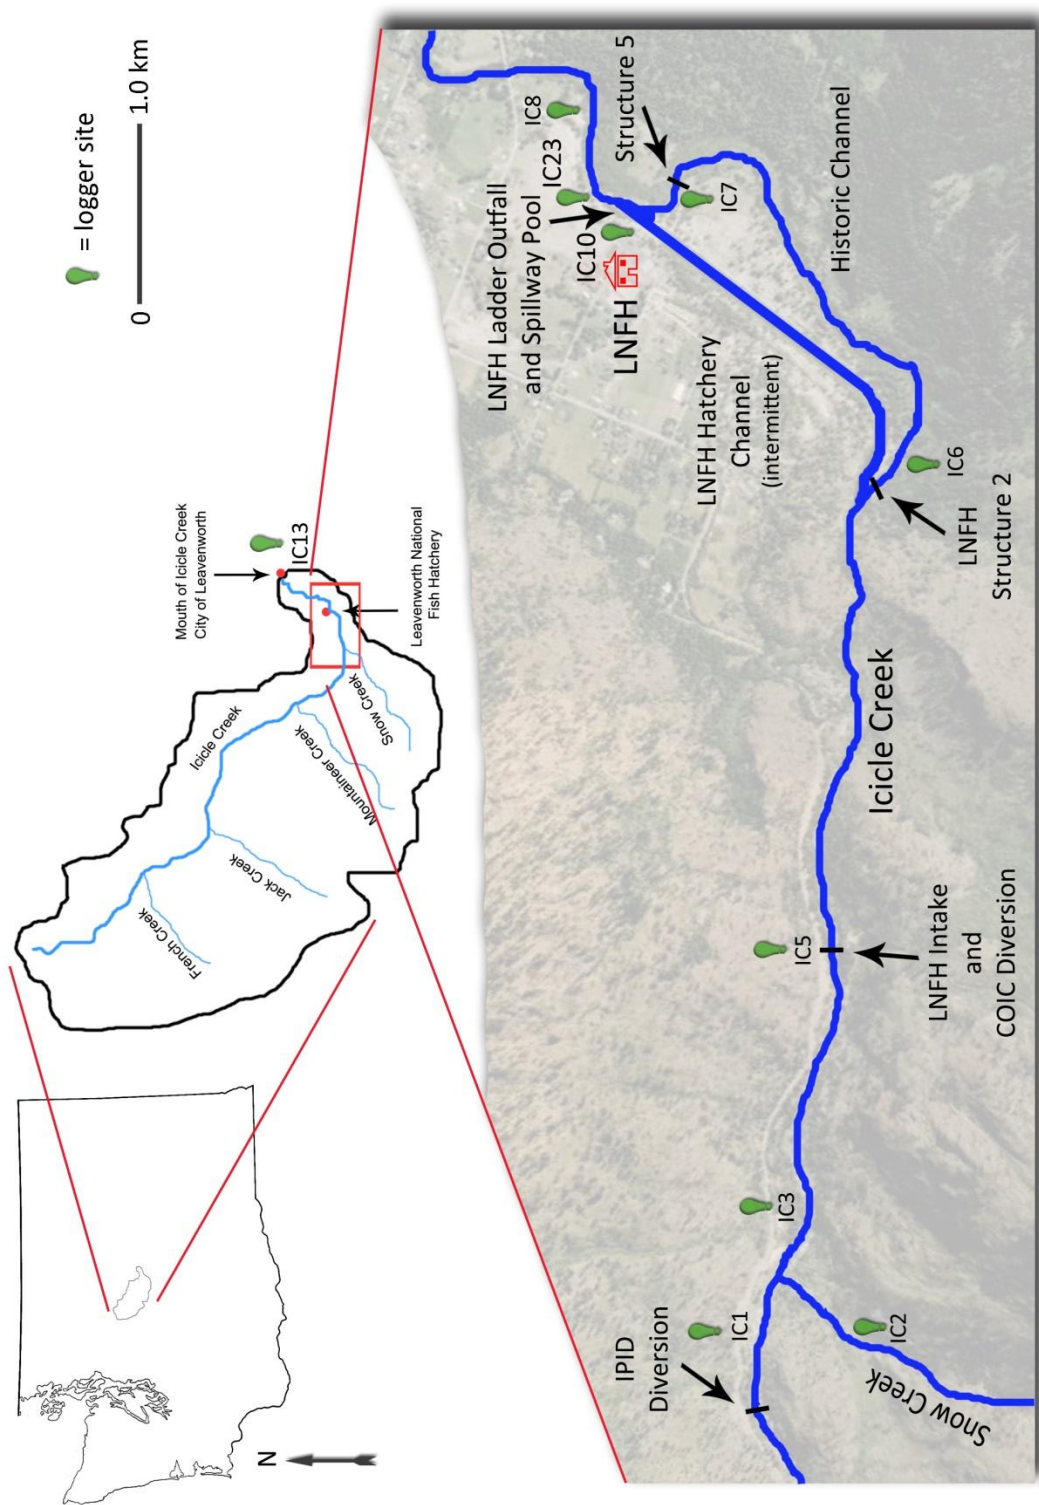 N
= logger site
0
1.0 km
Mouth of Icicle Creek
City of Leavenworth
IC13
Leavenworth National
Fish Hatchery
Icicle Creek
French Creek
Jack Creek
Mountaineer Creek
Snow Creek
LNFH Ladder Outfall
and Spillway Pool
IC23
IC8
IC10
LNFH
Structure 5
IC7
LNFH Hatchery
Channel
(intermittent)
Historic Channel
IPID
Diversion
IC1
IC3
IC5
IC2
Snow Creek
Icicle Creek
IC6
LNFH Intake
and
COIC Diversion
LNFH
Structure 2